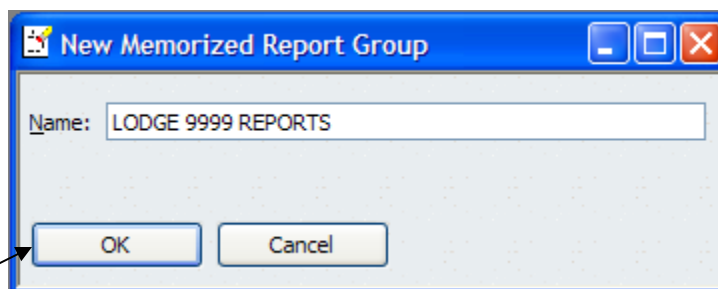 New Memorized Report Group
Name: LODGE 9999 REPORTS
OK Cancel